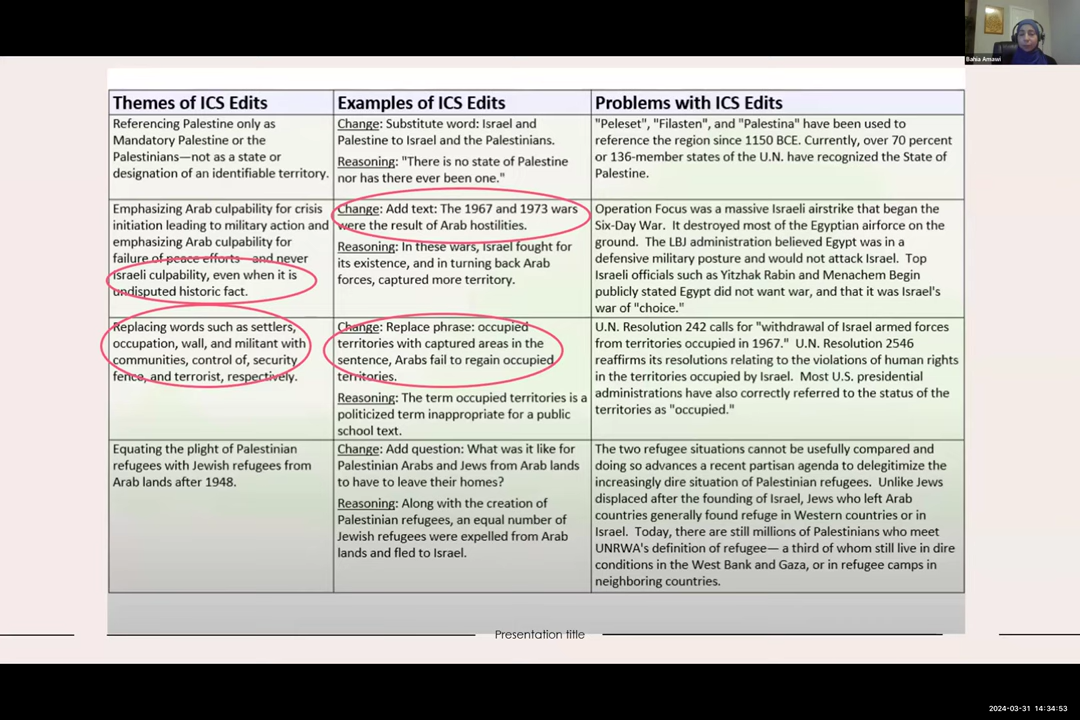 Bahia Amawi
Themes of ICS Edits
Examples of ICS Edits
Problems with ICS Edits
Referencing Palestine only as
Mandatory Palestine or the
Palestinians—not as a state or
designation of an identifiable territory.
Change: Substitute word: Israel and
Palestine to Israel and the Palestinians.
Reasoning: "There is no state of Palestine
nor has there ever been one."
"Peleset", "Filasten", and "Palestina" have been used to
reference the region since 1150 BCE. Currently, over 70 percent
or 136-member states of the U.N. have recognized the State of
Palestine.
Emphasizing Arab culpability for crisis
initiation leading to military action and
emphasizing Arab culpability for
failure of peace efforts—and never
Israeli culpability, even when it is
undisputed historic fact.
Change: Add text: The 1967 and 1973 wars
were the result of Arab hostilities.
Reasoning: In these wars, Israel fought for
its existence, and in turning back Arab
forces, captured more territory.
Operation Focus was a massive Israeli airstrike that began the
Six-Day War. It destroyed most of the Egyptian airforce on the
ground. The LBJ administration believed Egypt was in a
defensive military posture and would not attack Israel. Top
Israeli officials such as Yitzhak Rabin and Menachem Begin
publicly stated Egypt did not want war, and that it was Israel's
war of "choice."
Replacing words such as settlers,
occupation, wall, and militant with
communities, control of, security
fence, and terrorist, respectively.
Change: Replace phrase: occupied
territories with captured areas in the
sentence, Arabs fail to regain occupied
territories.
Reasoning: The term occupied territories is a
politicized term inappropriate for a public
school text.
U.N. Resolution 242 calls for "withdrawal of Israel armed forces
from territories occupied in 1967." U.N. Resolution 2546
reaffirms its resolutions relating to the violations of human rights
in the territories occupied by Israel. Most U.S. presidential
administrations have also correctly referred to the status of the
territories as "occupied."
Equating the plight of Palestinian
refugees with Jewish refugees from
Arab lands after 1948.
Change: Add question: What was it like for
Palestinian Arabs and Jews from Arab lands
to have to leave their homes?
Reasoning: Along with the creation of
Palestinian refugees, an equal number of
Jewish refugees were expelled from Arab
lands and fled to Israel.
The two refugee situations cannot be usefully compared and
doing so advances a recent partisan agenda to delegitimize the
increasingly dire situation of Palestinian refugees. Unlike Jews
displaced after the founding of Israel, Jews who left Arab
countries generally found refuge in Western countries or in
Israel. Today, there are still millions of Palestinians who meet
UNRWA's definition of refugee— a third of whom still live in dire
conditions in the West Bank and Gaza, or in refugee camps in
neighboring countries.
Presentation title
2024-03-31 14:34:53